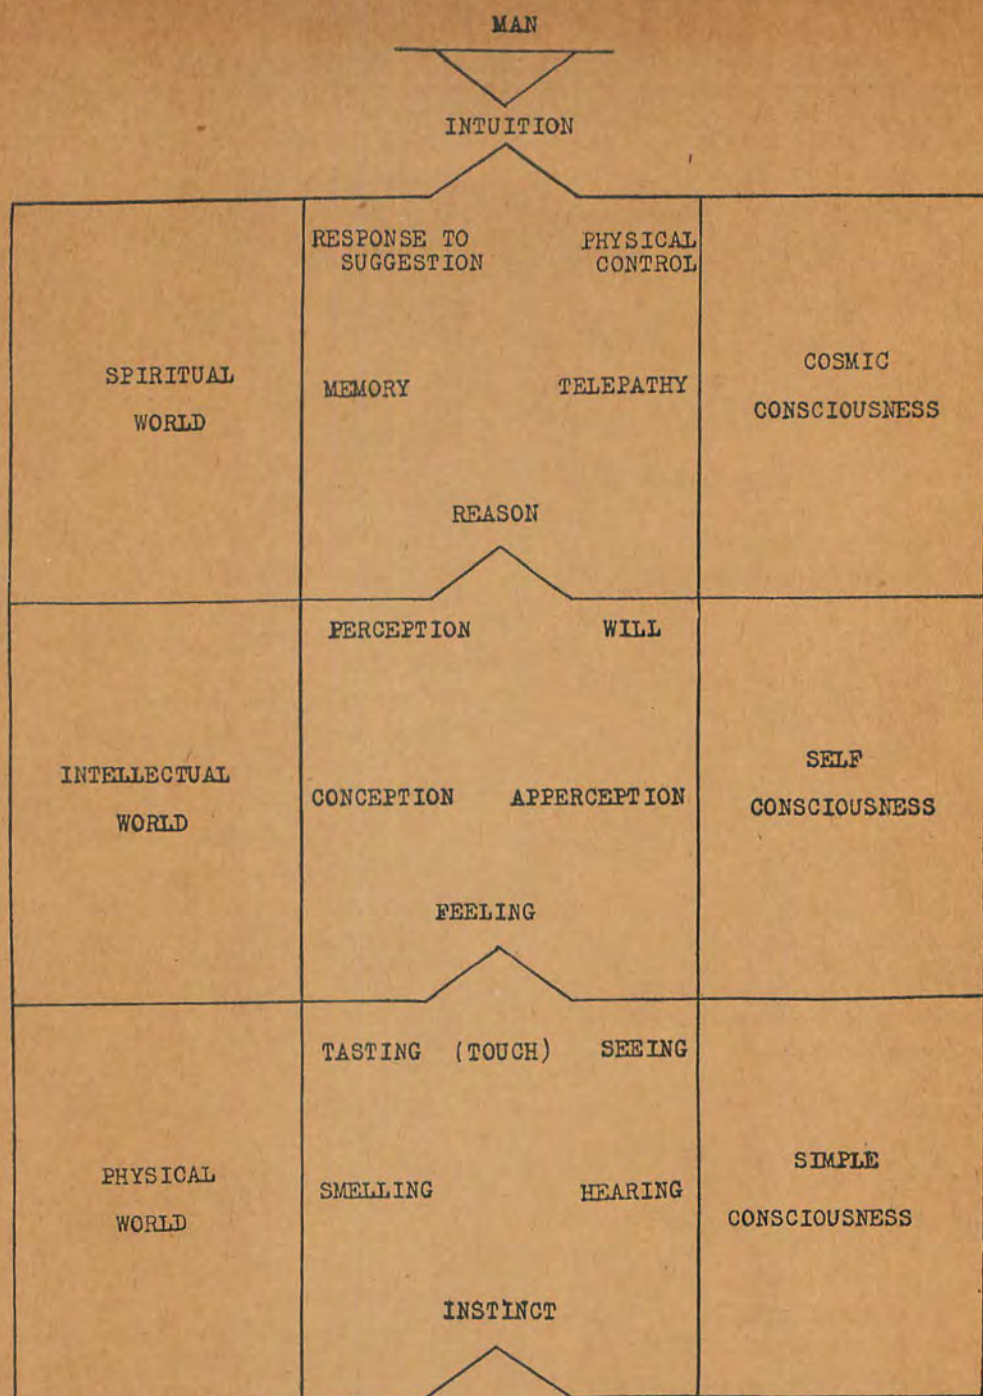 MAN
INTUITION
RESPONSE TO
SUGGESTION
PHYSICAL
CONTROL
SPIRITUAL
WORLD
MEMORY
TELEPATHY
COSMIC
CONSCIOUSNESS
REASON
PERCEPTION
WILL
INTELLECTUAL
WORLD
CONCEPTION
APPERCEPTION
SELF
CONSCIOUSNESS
FEELING
TASTING (TOUCH) SEEING
PHYSICAL
WORLD
SMELLING
HEARING
SIMPLE
CONSCIOUSNESS
INSTINCT